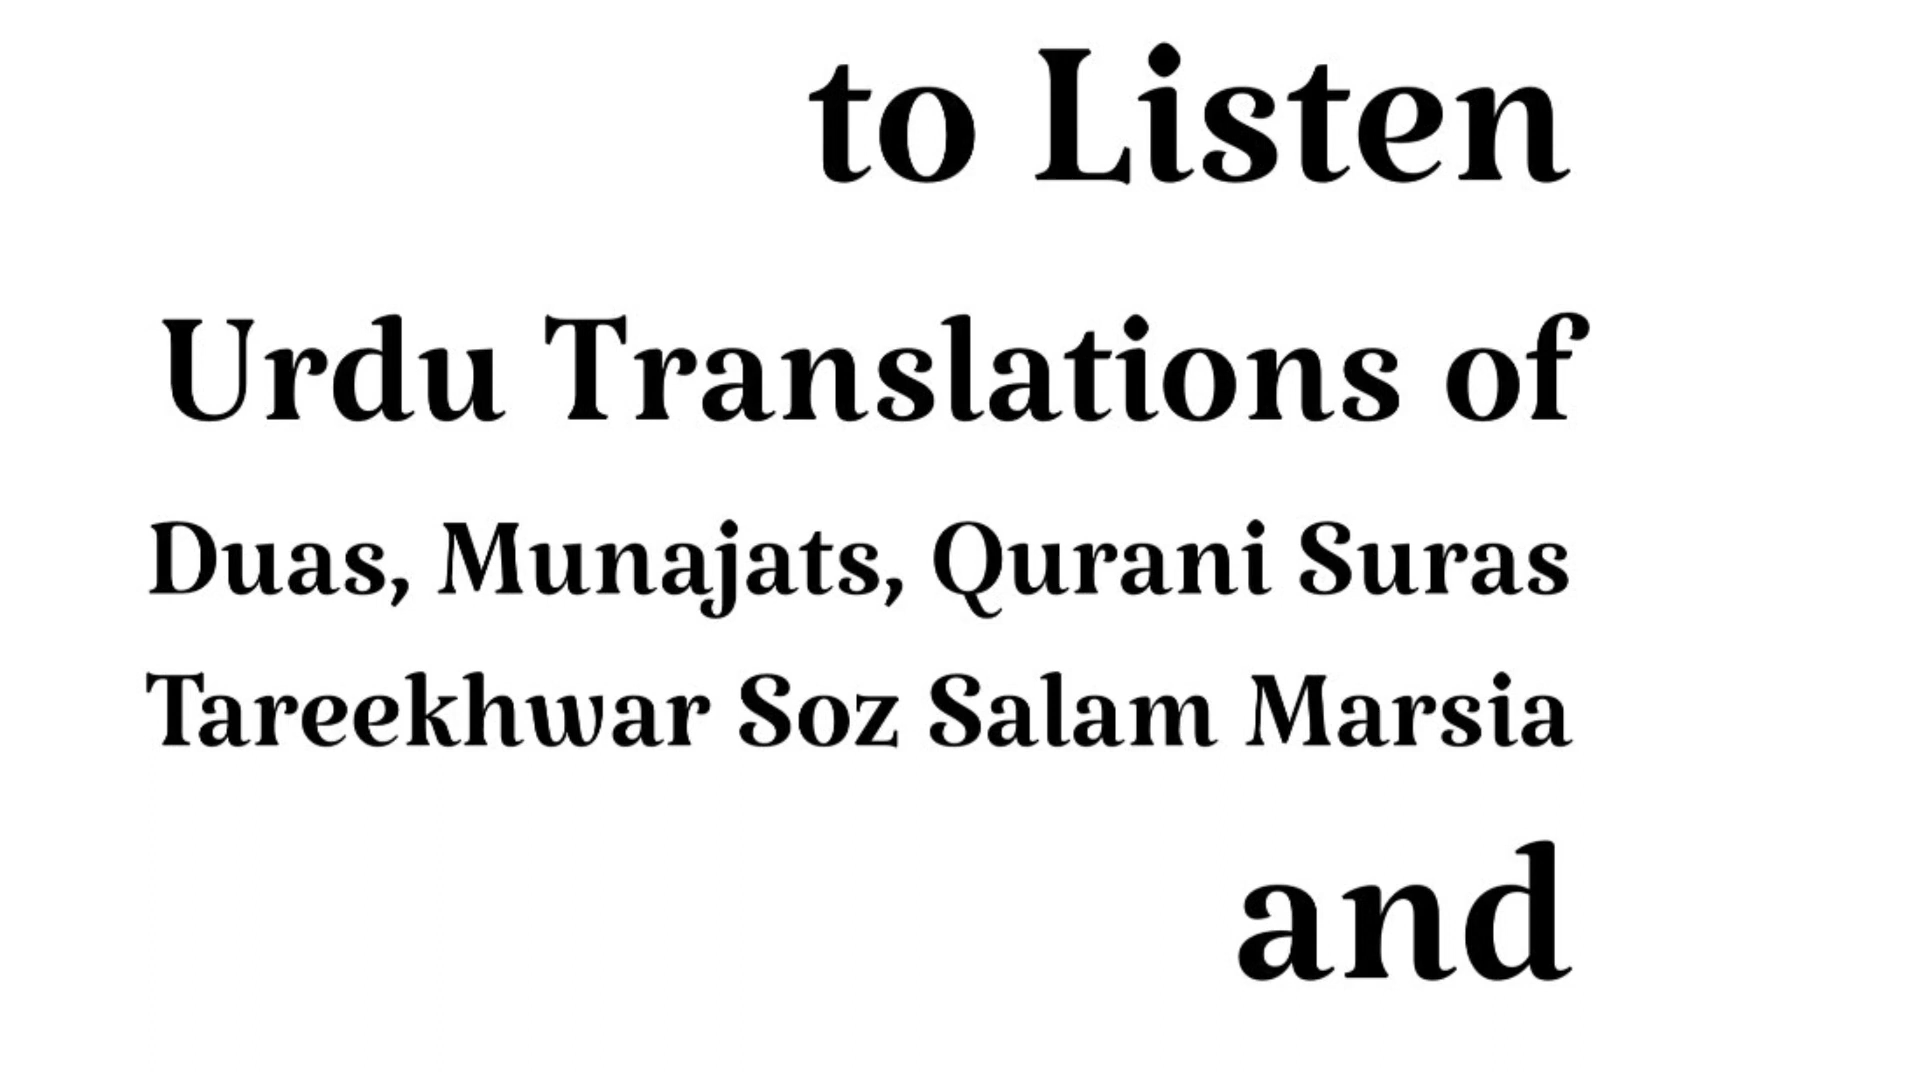 to Listen
Urdu Translations of
Duas, Munajats, Qurani Suras
Tareekhwar Soz Salam Marsia
and